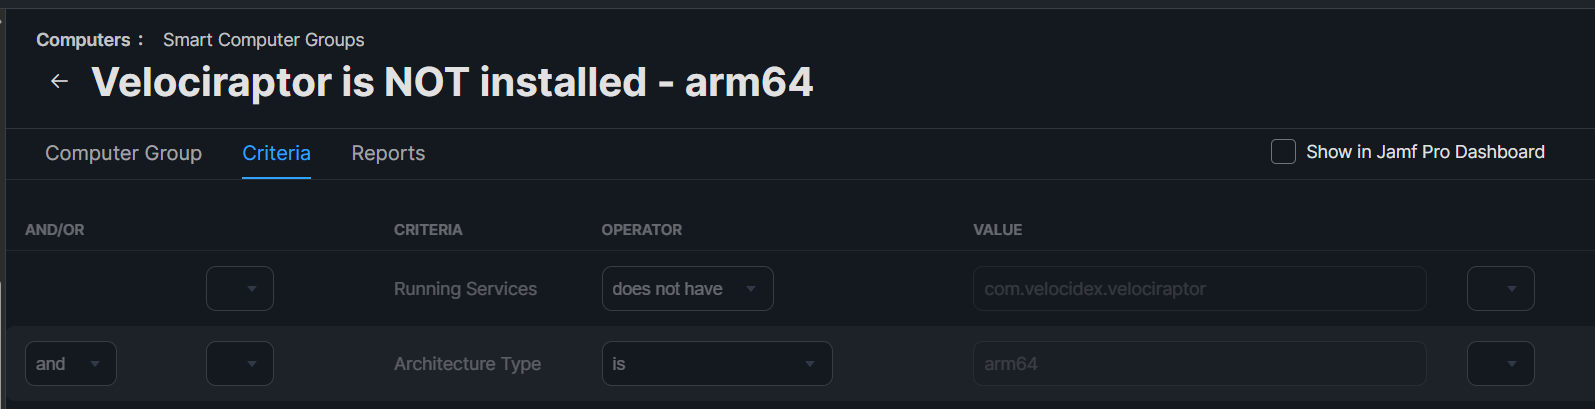 Computers : Smart Computer Groups
← Velociraptor is NOT installed - arm64
Computer Group Criteria Reports Show in Jamf Pro Dashboard
AND/OR CRITERIA OPERATOR VALUE
Running Services does not have com.velocidex.velociraptor
and Architecture Type is arm64